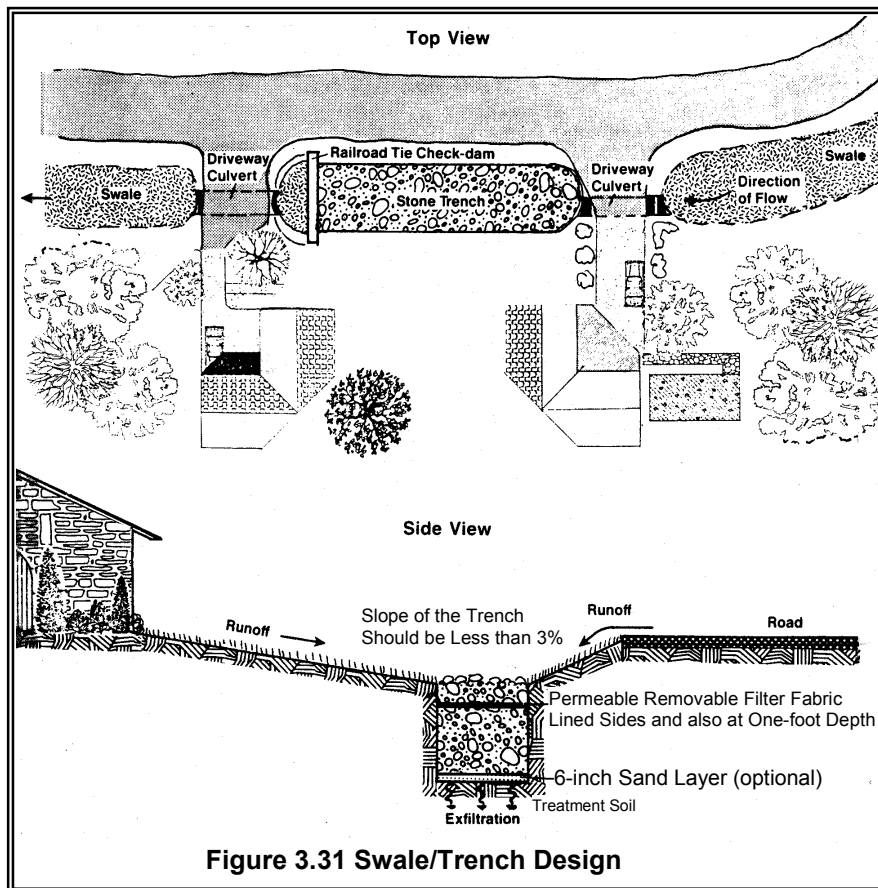 Top View
Driveway
Culvert
Railroad Tie Check-dam
Driveway
Culvert
Swale
Swale
Stone Trench
Direction
of Flow
Side View
Runoff
Slope of the Trench
Should be Less than 3%
Runoff
Road
Permeable Removable Filter Fabric
Lined Sides and also at One-foot Depth
6-inch Sand Layer (optional)
Treatment Soil
Exfiltration
Figure 3.31 Swale/Trench Design